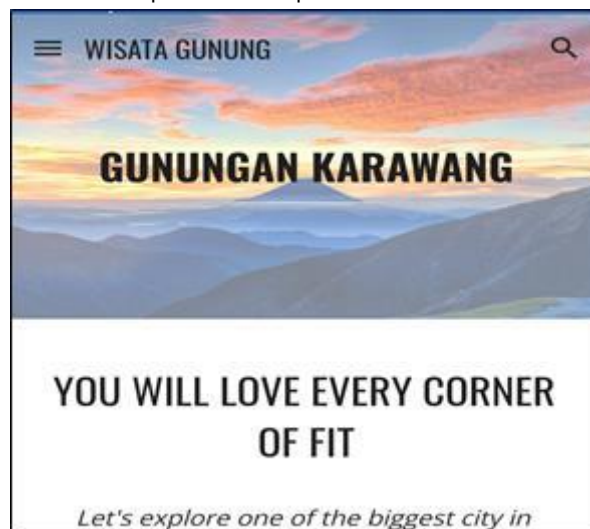 WISATA GUNUNG
GUNUNGAN KARAWANG
YOU WILL LOVE EVERY CORNER
OF FIT
Let's explore one of the biggest city in